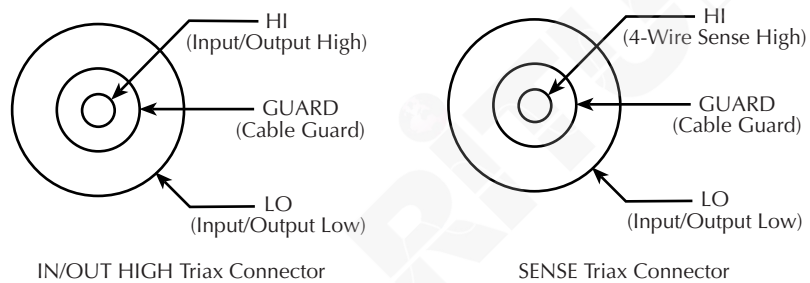 HI
(Input/Output High)
GUARD
(Cable Guard)
LO
(Input/Output Low)
IN/OUT HIGH Triax Connector
HI
(4-Wire Sense High)
GUARD
(Cable Guard)
LO
(Input/Output Low)
SENSE Triax Connector